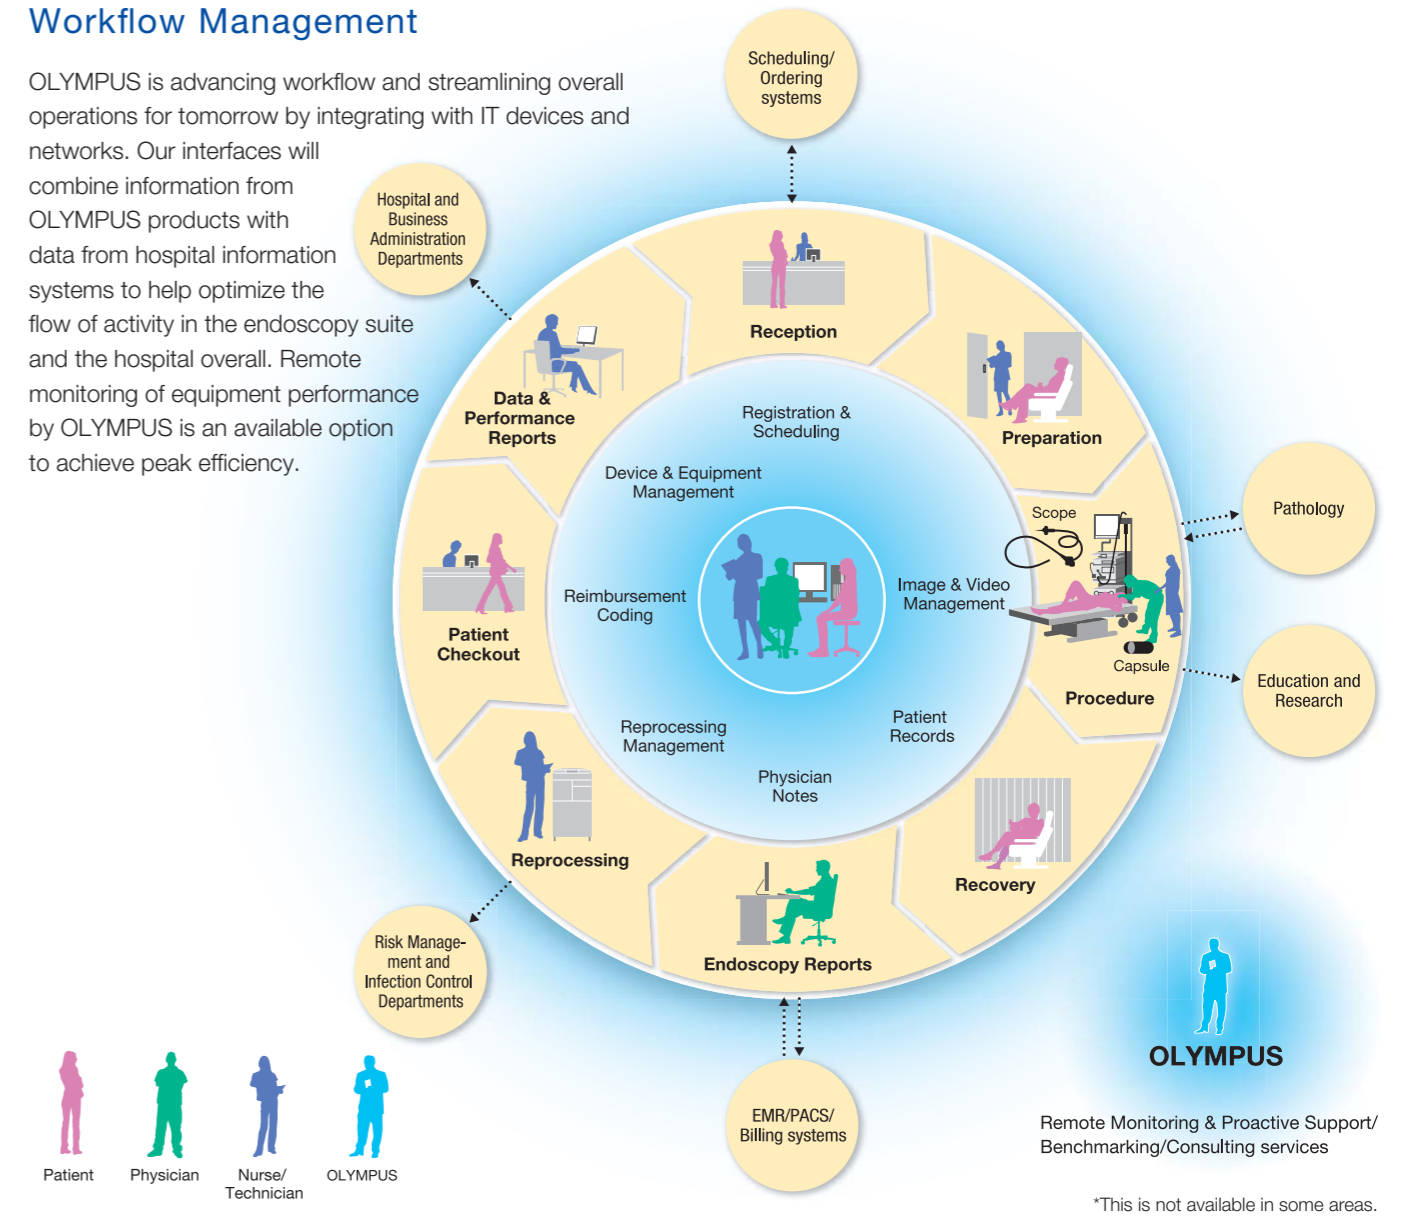 Workflow Management
OLYMPUS is advancing workflow and streamlining overall
operations for tomorrow by integrating with IT devices and
networks. Our interfaces will
combine information from
OLYMPUS products with
data from hospital information
systems to help optimize the
flow of activity in the endoscopy suite
and the hospital overall. Remote
monitoring of equipment performance
by OLYMPUS is an available option
to achieve peak efficiency.
Scheduling/
Ordering
systems
Hospital and
Business
Administration
Departments
Reception
Data &
Performance
Reports
Preparation
Registration &
Scheduling
Device & Equipment
Management
Scope
Pathology
Image & Video
Management
Reimbursement
Coding
Patient
Checkout
Capsule
Procedure
Education and
Research
Patient
Records
Reprocessing
Management
Physician
Notes
Reprocessing
Recovery
Endoscopy Reports
Risk Manage-
ment and
Infection Control
Departments
EMR/PACS/
Billing systems
OLYMPUS
Remote Monitoring & Proactive Support/
Benchmarking/Consulting services
Patient
Physician
Nurse/
Technician
OLYMPUS
*This is not available in some areas.